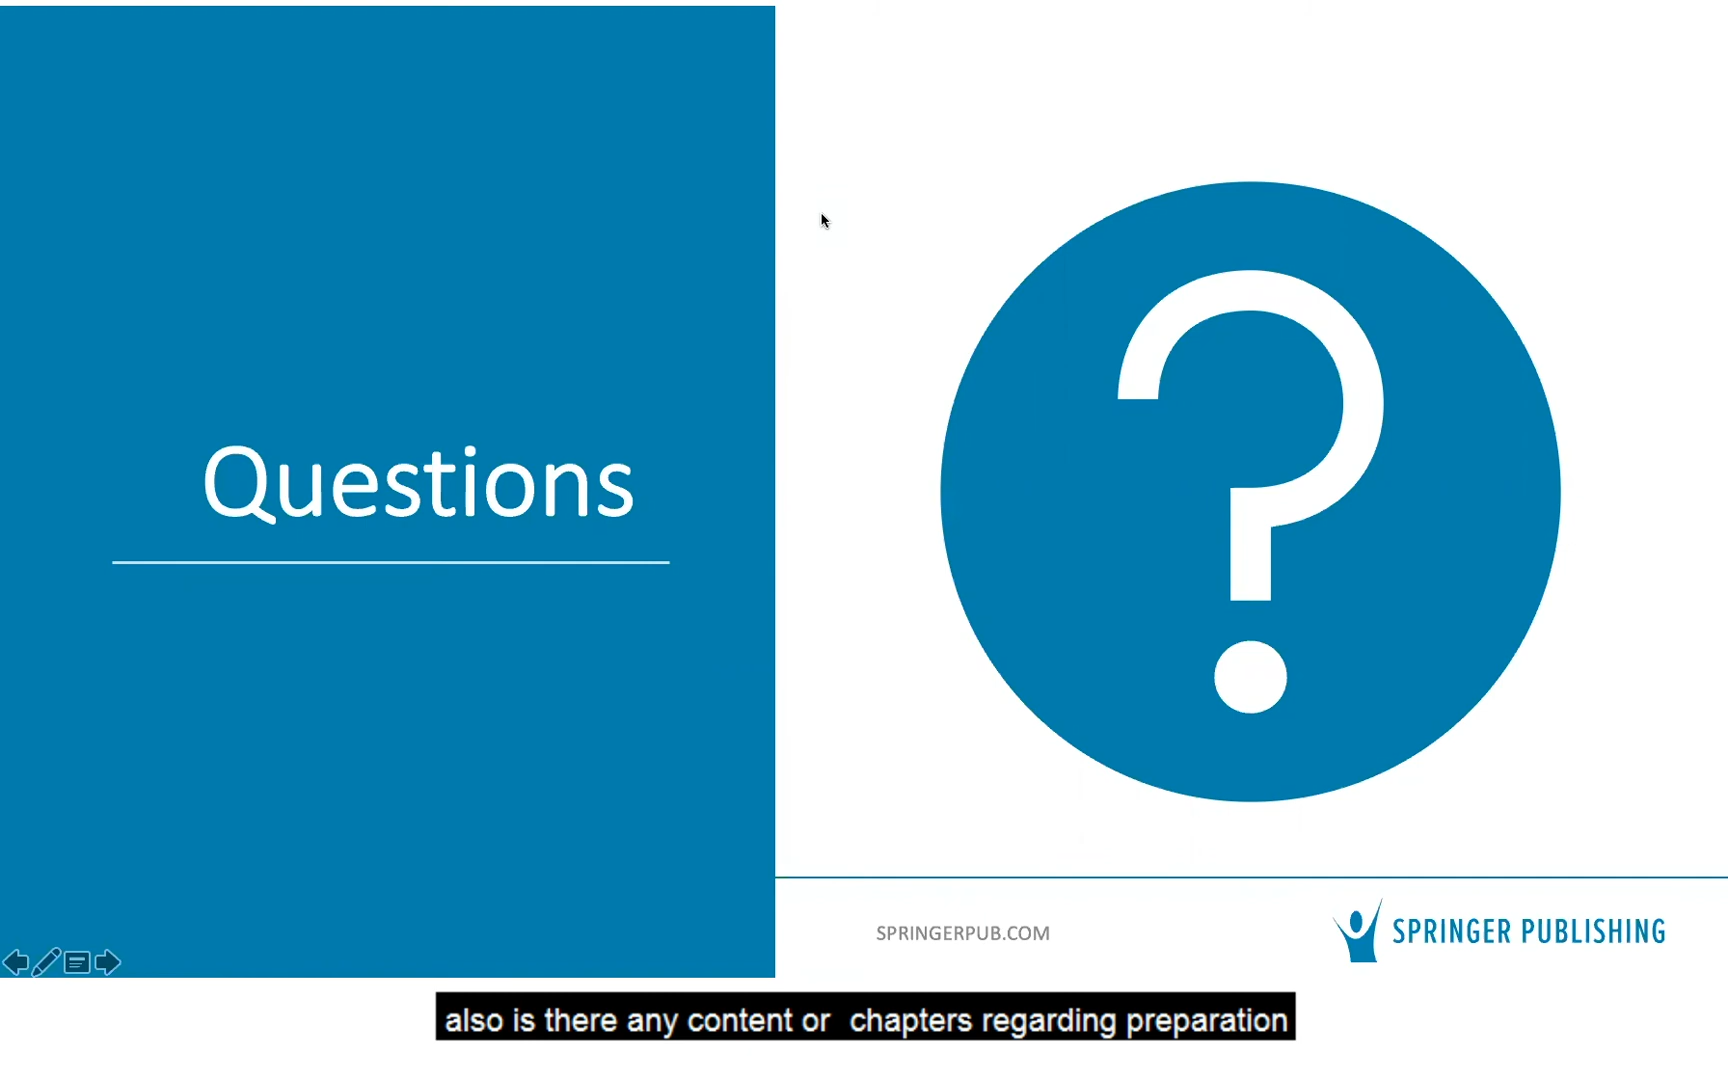 Questions
SPRINGERPUB.COM
SPRINGER PUBLISHING
also is there any content or chapters regarding preparation